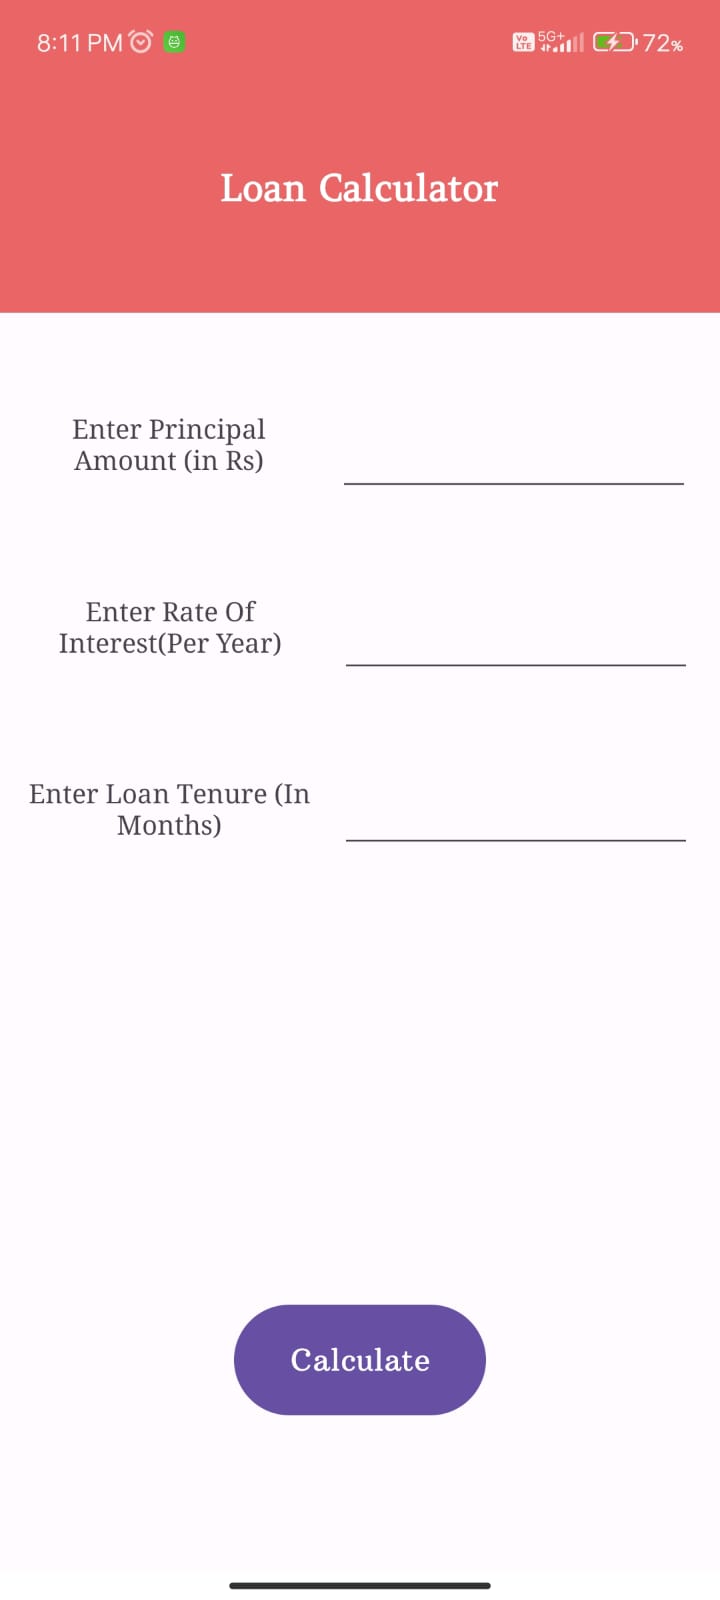 8:11 PM
Vo LTE 5G+ 72%
Loan Calculator
Enter Principal
Amount (in Rs)
Enter Rate Of
Interest(Per Year)
Enter Loan Tenure (In
Months)
Calculate